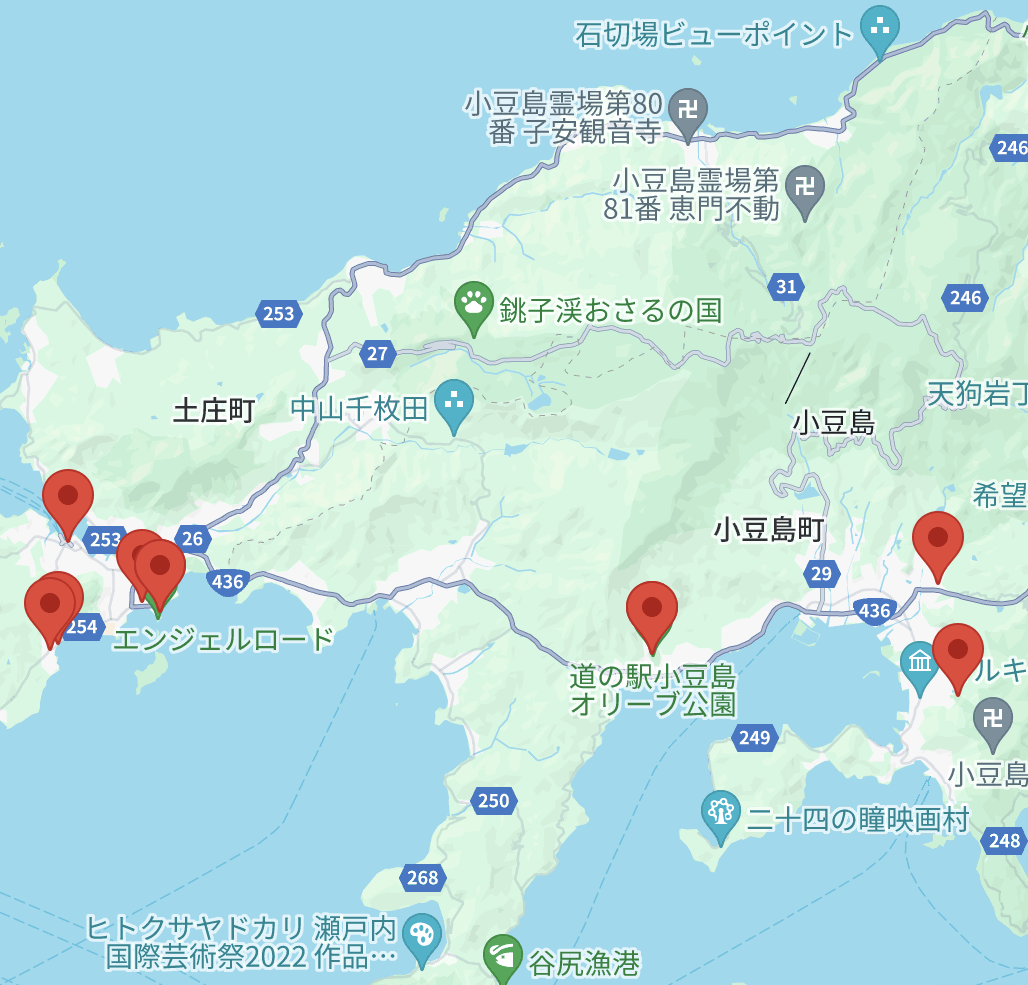 石切場ビューポイント
小豆島霊場第80
番 子安観音寺
246
小豆島霊場第
81番 恵門不動
31
246
253
銚子渓おさるの国
27
天狗岩丁
土庄町
中山千枚田
小豆島
希望
小豆島町
253
26
436
29
436
254
エンジェルロード
道の駅小豆島
オリーブ公園
ルキ
249
小豆島
250
二十四の瞳映画村
248
268
ヒトクサヤドカリ 瀬戸内
国際芸術祭2022 作品…
谷尻漁港